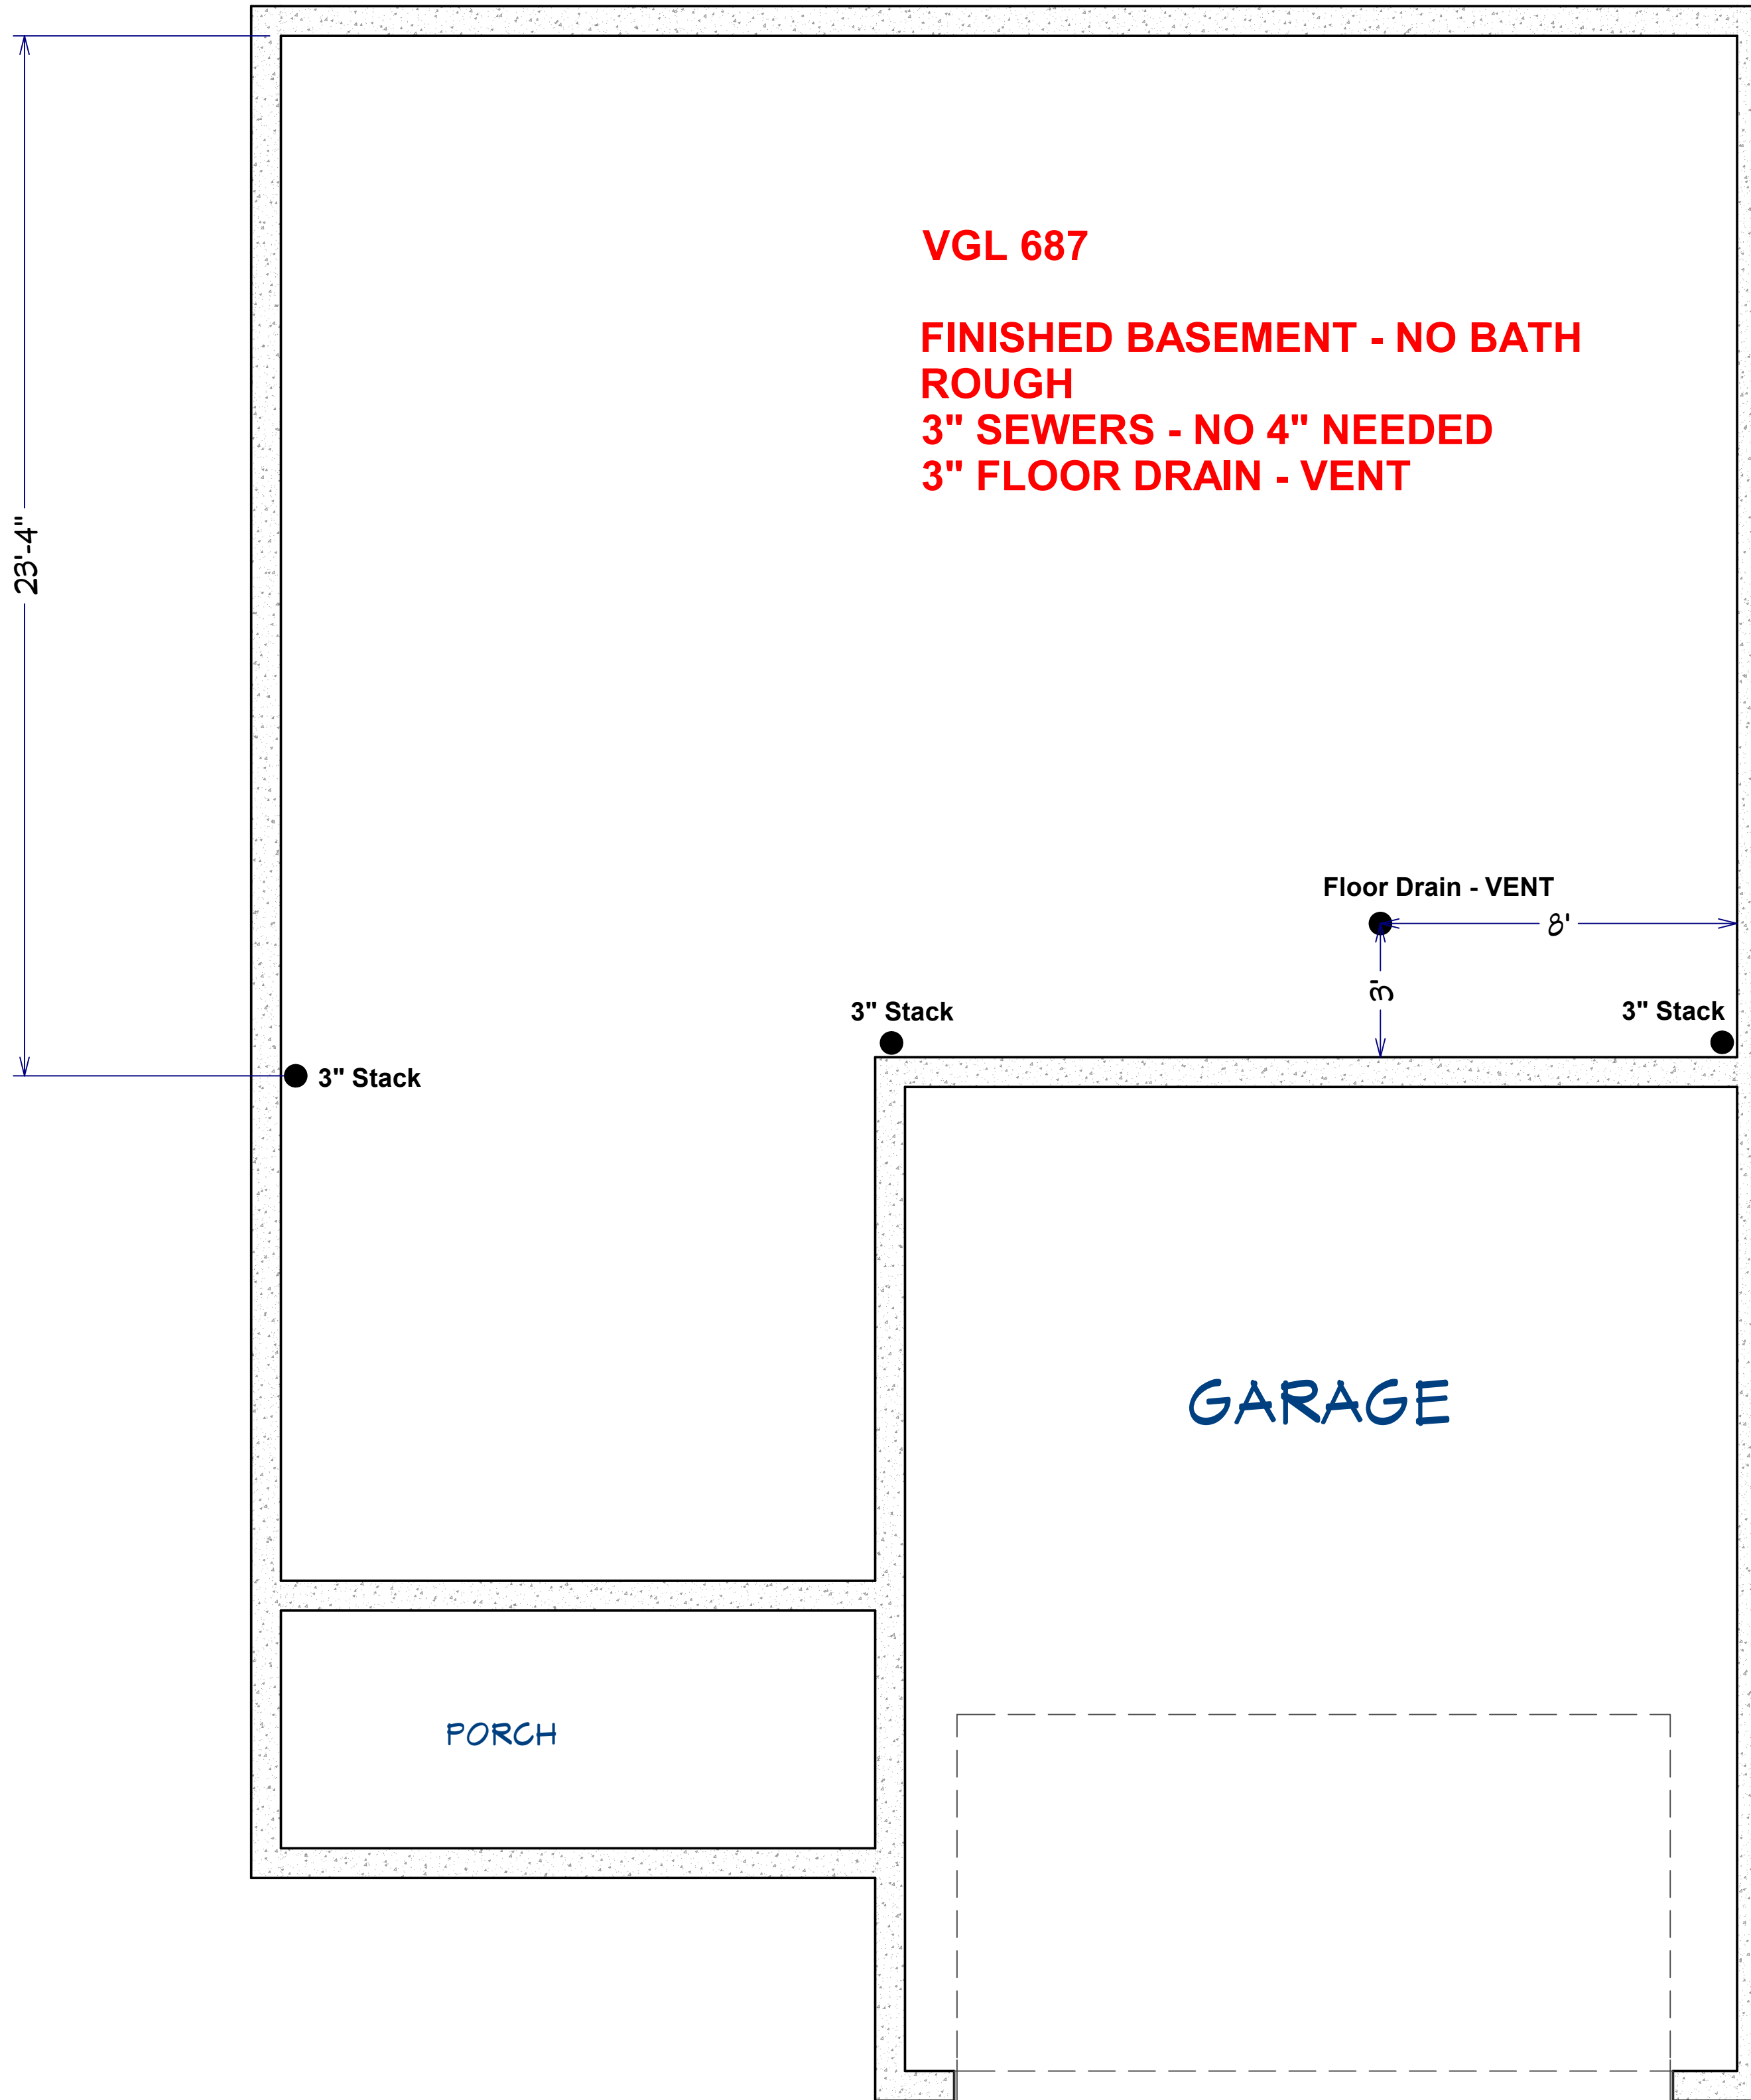 VGL 687
FINISHED BASEMENT - NO BATH
ROUGH
3" SEWERS - NO 4" NEEDED
3" FLOOR DRAIN - VENT
23'-4"
Floor Drain - VENT
8'
3'
3" Stack
3" Stack
3" Stack
GARAGE
PORCH